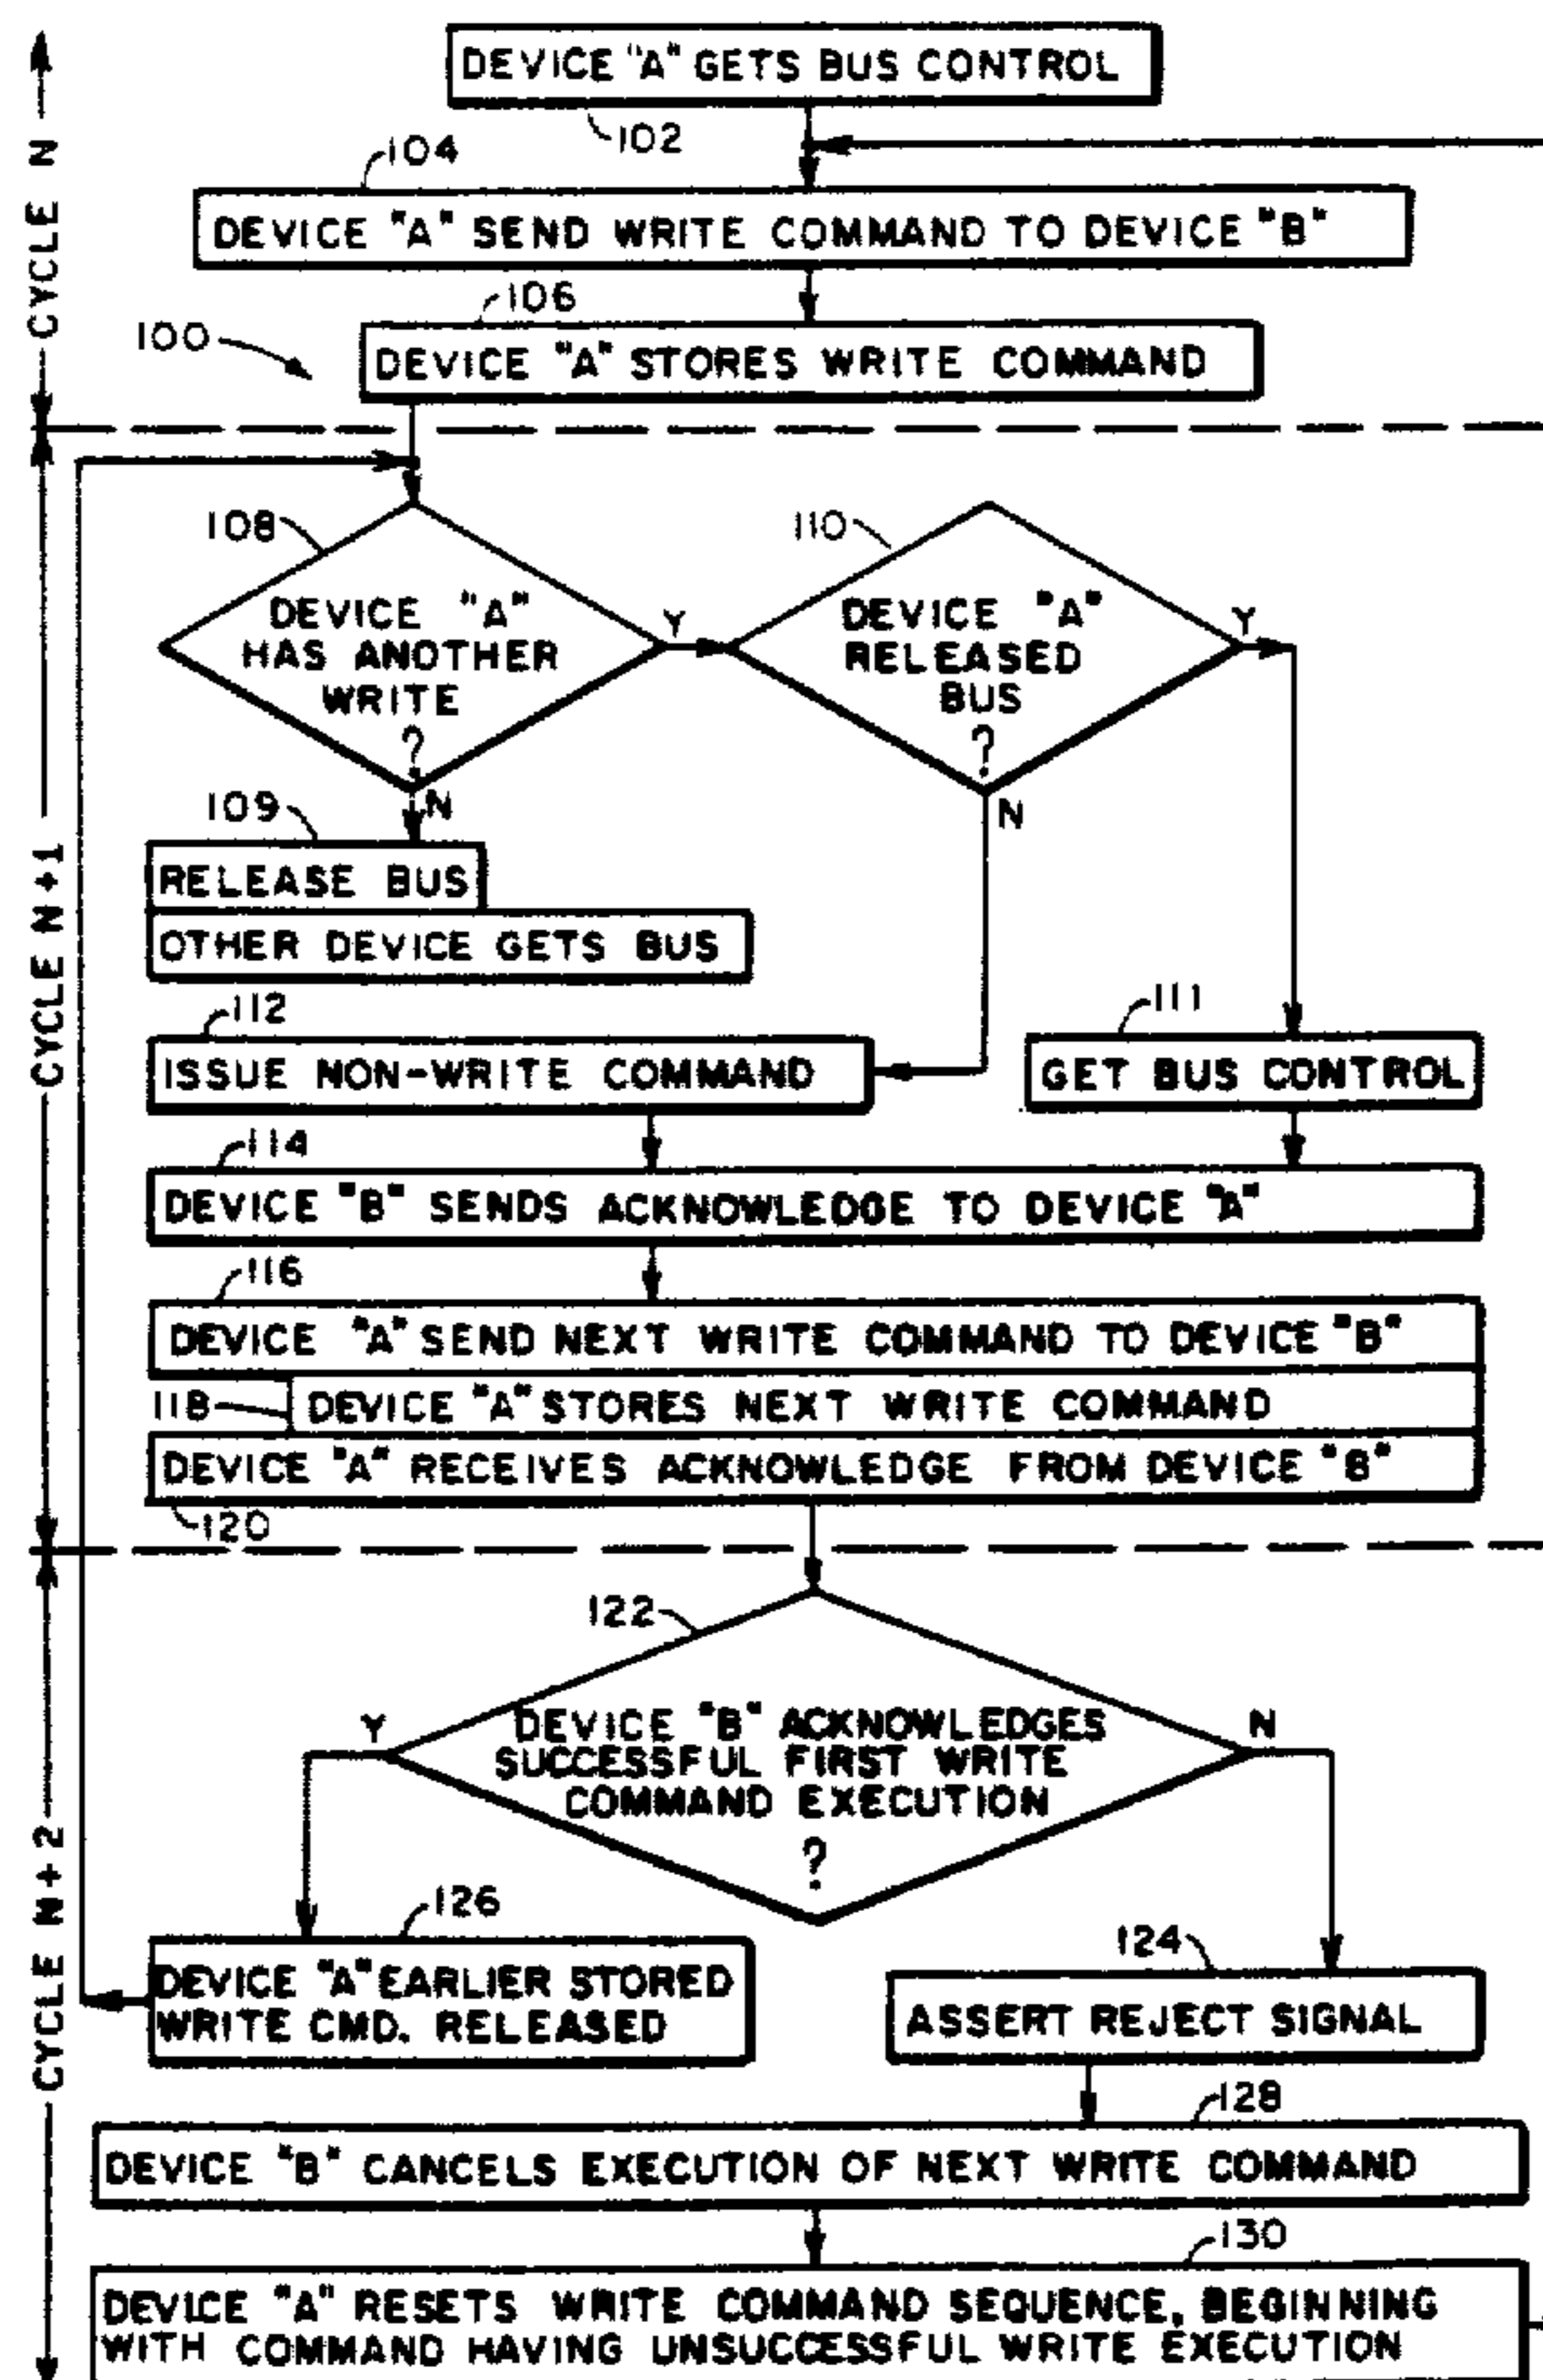 DEVICE "A" GETS BUS CONTROL
102
104
DEVICE "A" SEND WRITE COMMAND TO DEVICE "B"
106
100
DEVICE "A" STORES WRITE COMMAND
CYCLE N
108
DEVICE "A"
HAS ANOTHER
WRITE
?
Y
N
110
DEVICE "A"
RELEASED
BUS
?
Y
N
109
RELEASE BUS
OTHER DEVICE GETS BUS
112
ISSUE NON-WRITE COMMAND
111
GET BUS CONTROL
114
DEVICE "B" SENDS ACKNOWLEDGE TO DEVICE "A"
116
DEVICE "A" SEND NEXT WRITE COMMAND TO DEVICE "B"
118
DEVICE "A" STORES NEXT WRITE COMMAND
DEVICE "A" RECEIVES ACKNOWLEDGE FROM DEVICE "B"
120
CYCLE N+1
122
DEVICE "B" ACKNOWLEDGES
SUCCESSFUL FIRST WRITE
COMMAND EXECUTION
?
Y
N
126
DEVICE "A" EARLIER STORED
WRITE CMD. RELEASED
124
ASSERT REJECT SIGNAL
128
DEVICE "B" CANCELS EXECUTION OF NEXT WRITE COMMAND
130
DEVICE "A" RESETS WRITE COMMAND SEQUENCE, BEGINNING
WITH COMMAND HAVING UNSUCCESSFUL WRITE EXECUTION
CYCLE N+2